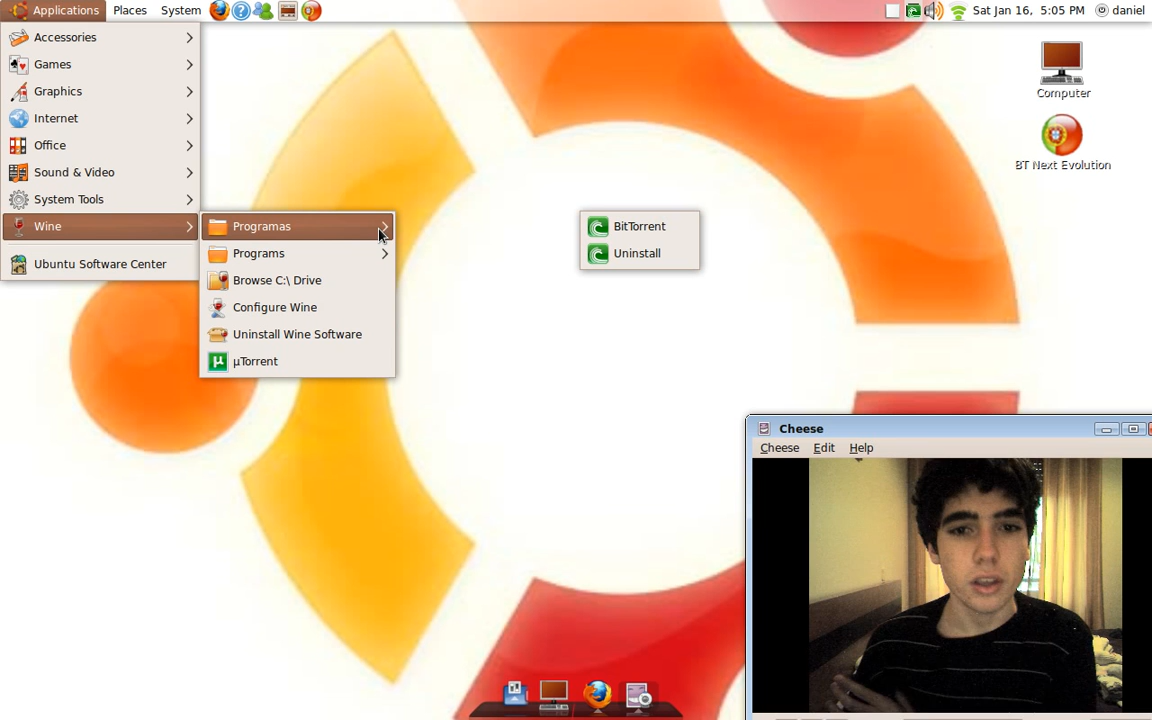 Applications Places System Sat Jan 16, 5:05 PM daniel
Accessories
Games
Graphics
Internet
Office
Sound & Video
System Tools
Wine
Ubuntu Software Center
Programas
Programs
Browse C:\ Drive
Configure Wine
Uninstall Wine Software
µTorrent
BitTorrent
Uninstall
Computer
BT Next Evolution
Cheese
Cheese Edit Help